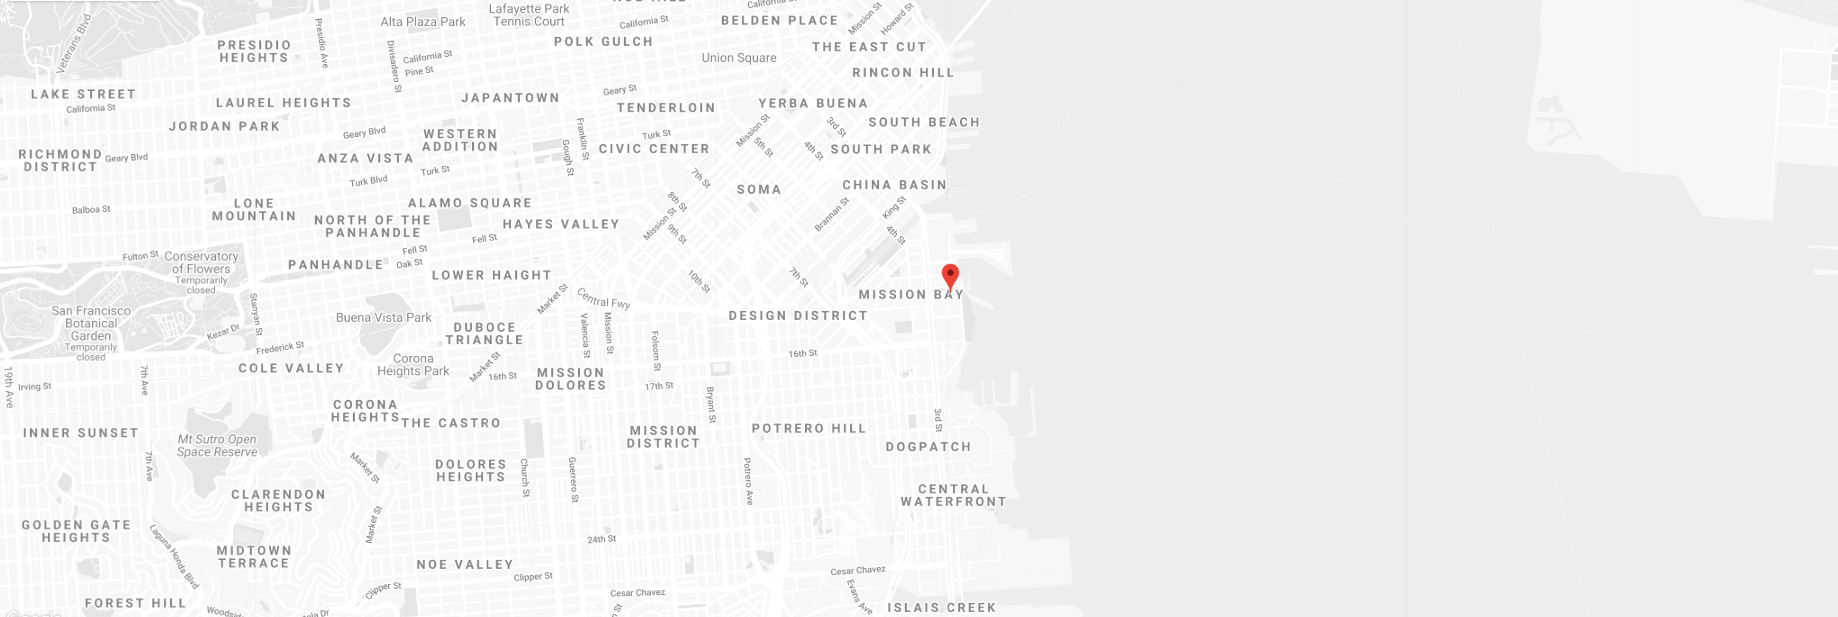 NOB HILL
Lafayette Park
Tennis Court
Alta Plaza Park
California St
California St
BELDEN PLACE
Mission St
Howard St
Veterans Blvd
Presidio Ave
PRESIDIO
HEIGHTS
Divisadero St
California St
Pine St
POLK GULCH
Union Square
THE EAST CUT
RINCON HILL
LAKE STREET
California St
LAUREL HEIGHTS
JAPANTOWN
Geary St
TENDERLOIN
YERBA BUENA
JORDAN PARK
Geary Blvd
WESTERN
ADDITION
Franklin St
Gough St
Turk St
CIVIC CENTER
Mission St
5th St
3rd St
4th St
SOUTH BEACH
SOUTH PARK
RICHMOND
DISTRICT
Geary Blvd
ANZA VISTA
Turk Blvd
Turk St
7th St
8th St
SOMA
CHINA BASIN
Balboa St
LONE
MOUNTAIN
NORTH OF THE
PANHANDLE
ALAMO SQUARE
HAYES VALLEY
Mission St
9th St
Brannan St
King St
4th St
Fulton St
Conservatory
of Flowers
Temporarily
closed
Fell St
Fell St
Oak St
PANHANDLE
LOWER HAIGHT
10th St
7th St
MISSION BAY
San Francisco
Botanical
Garden
Temporarily
closed
Stanyan St
Kezar Dr
Frederick St
Buena Vista Park
Market St
Central Fwy
DESIGN DISTRICT
DUBOCE
TRIANGLE
Valencia St
Mission St
Folsom St
16th St
19th Ave
Irving St
7th Ave
COLE VALLEY
Corona
Heights Park
Market St
16th St
MISSION
DOLORES
17th St
Bryant St
3rd St
CORONA
HEIGHTS
THE CASTRO
INNER SUNSET
Mt Sutro Open
Space Reserve
7th Ave
Market St
MISSION
DISTRICT
POTRERO HILL
DOGPATCH
DOLORES
HEIGHTS
Church St
Guerrero St
Potrero Ave
CENTRAL
WATERFRONT
CLARENDON
HEIGHTS
Market St
GOLDEN GATE
HEIGHTS
Laguna Honda Blvd
MIDTOWN
TERRACE
24th St
NOE VALLEY
Clipper St
Clipper St
Cesar Chavez
Cesar Chavez
Evans Ave
FOREST HILL
ISLAIS CREEK